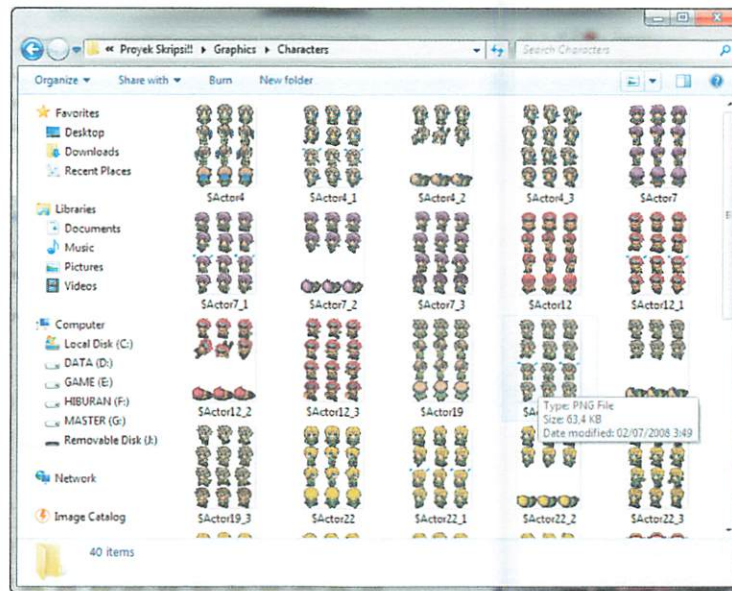 « Proyek Skripsi!! ▸ Graphics ▸ Characters
Search Characters
Organize Share with Burn New folder
Favorites
Desktop
Downloads
Recent Places
Libraries
Documents
Music
Pictures
Videos
Computer
Local Disk (C:)
DATA (D:)
GAME (E:)
HIBURAN (F:)
MASTER (G:)
Removable Disk (J:)
Network
Image Catalog
$Actor4 $Actor4_1 $Actor4_2 $Actor4_3 $Actor7
$Actor7_1 $Actor7_2 $Actor7_3 $Actor12 $Actor12_1
$Actor12_2 $Actor12_3 $Actor19
Type: PNG File
Size: 63,4 KB
Date modified: 02/07/2008 3:49
$Actor19_3 $Actor22 $Actor22_1 $Actor22_2 $Actor22_3
40 items